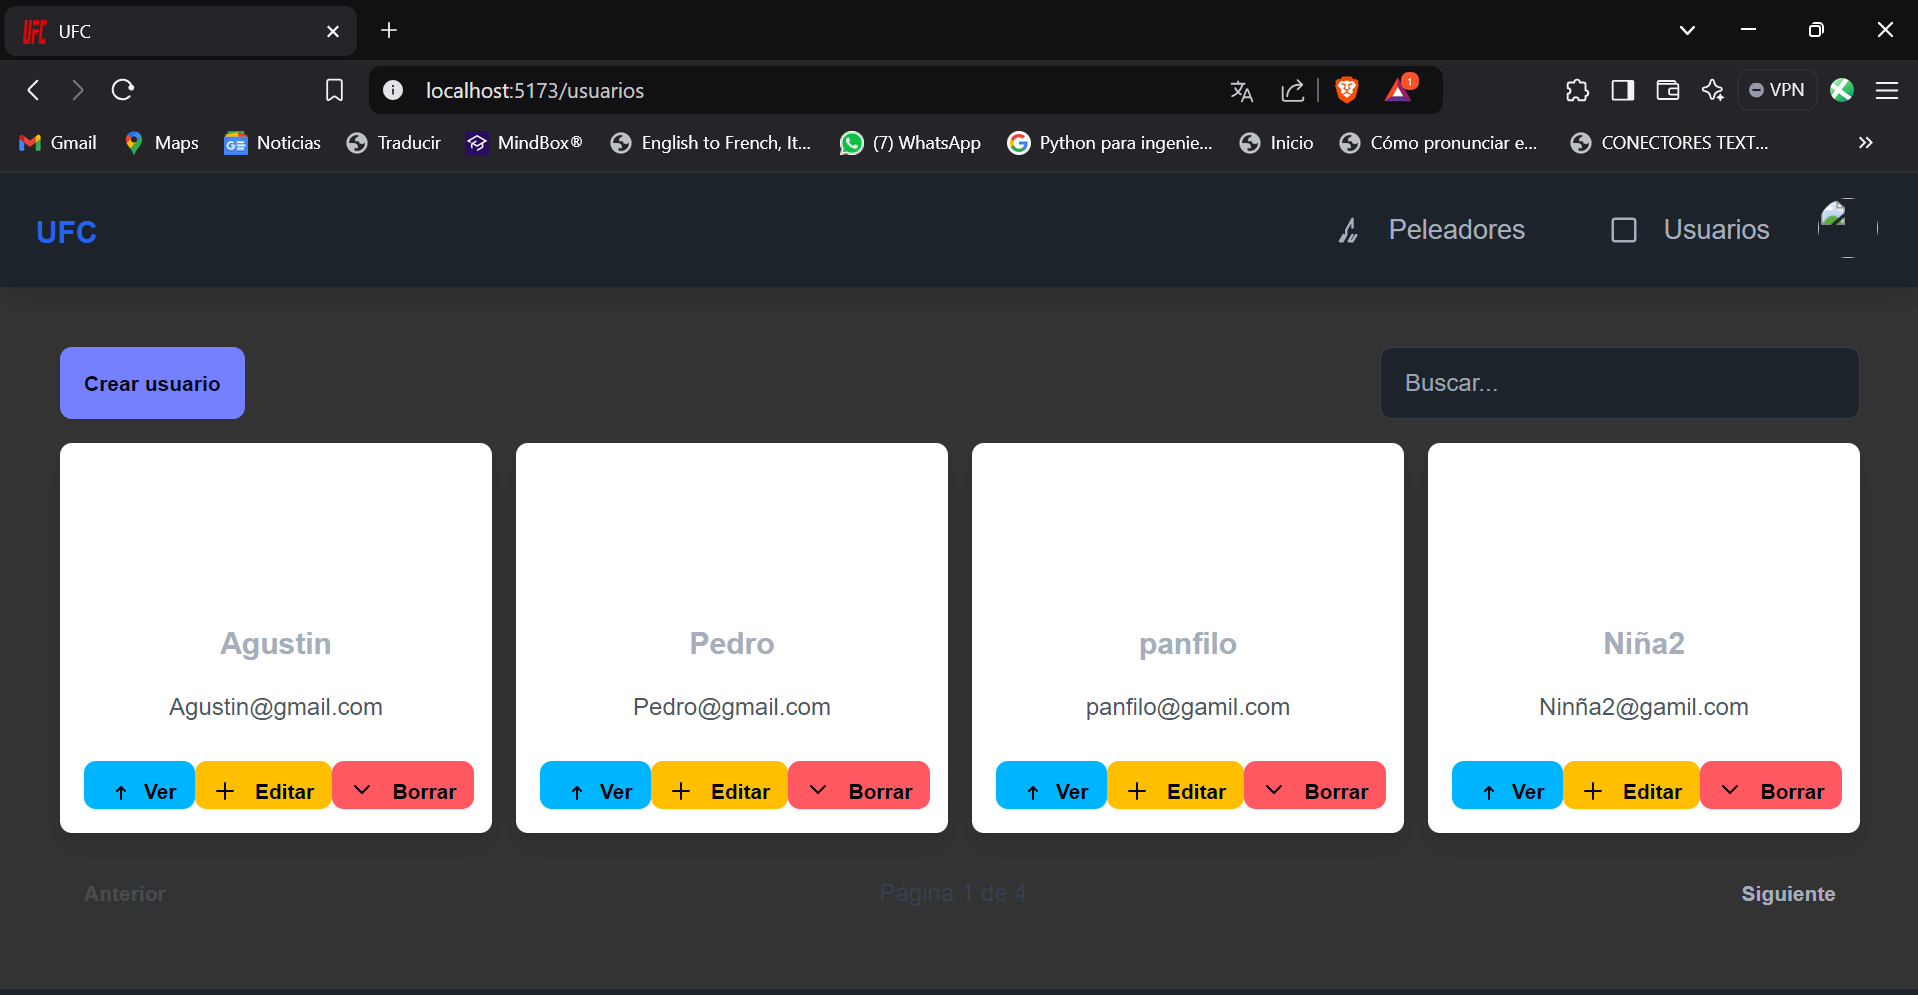 UFC
localhost:5173/usuarios
1
VPN
Gmail
Maps
Noticias
Traducir
MindBox®
English to French, It...
(7) WhatsApp
Python para ingenie...
Inicio
Cómo pronunciar e...
CONECTORES TEXT...
UFC
Peleadores
Usuarios
Crear usuario
Buscar...
Agustin
Agustin@gmail.com
Ver
Editar
Borrar
Pedro
Pedro@gmail.com
Ver
Editar
Borrar
panfilo
panfilo@gamil.com
Ver
Editar
Borrar
Niña2
Ninña2@gamil.com
Ver
Editar
Borrar
Anterior
Página 1 de 4
Siguiente